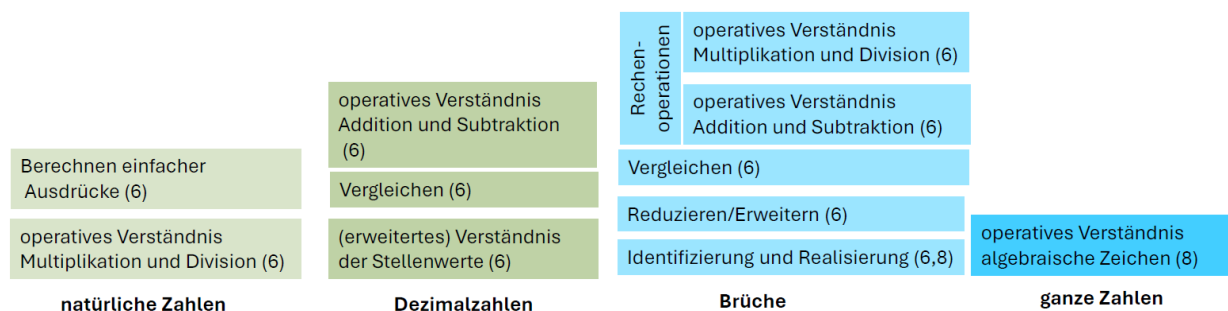 Berechnen einfacher
Ausdrücke (6)
operatives Verständnis
Multiplikation und Division (6)
natürliche Zahlen
operatives Verständnis
Addition und Subtraktion
(6)
Vergleichen (6)
(erweitertes) Verständnis
der Stellenwerte (6)
Dezimalzahlen
Rechen-
operationen
operatives Verständnis
Multiplikation und Division (6)
operatives Verständnis
Addition und Subtraktion (6)
Vergleichen (6)
Reduzieren/Erweitern (6)
Identifizierung und Realisierung (6,8)
Brüche
operatives Verständnis
algebraische Zeichen (8)
ganze Zahlen